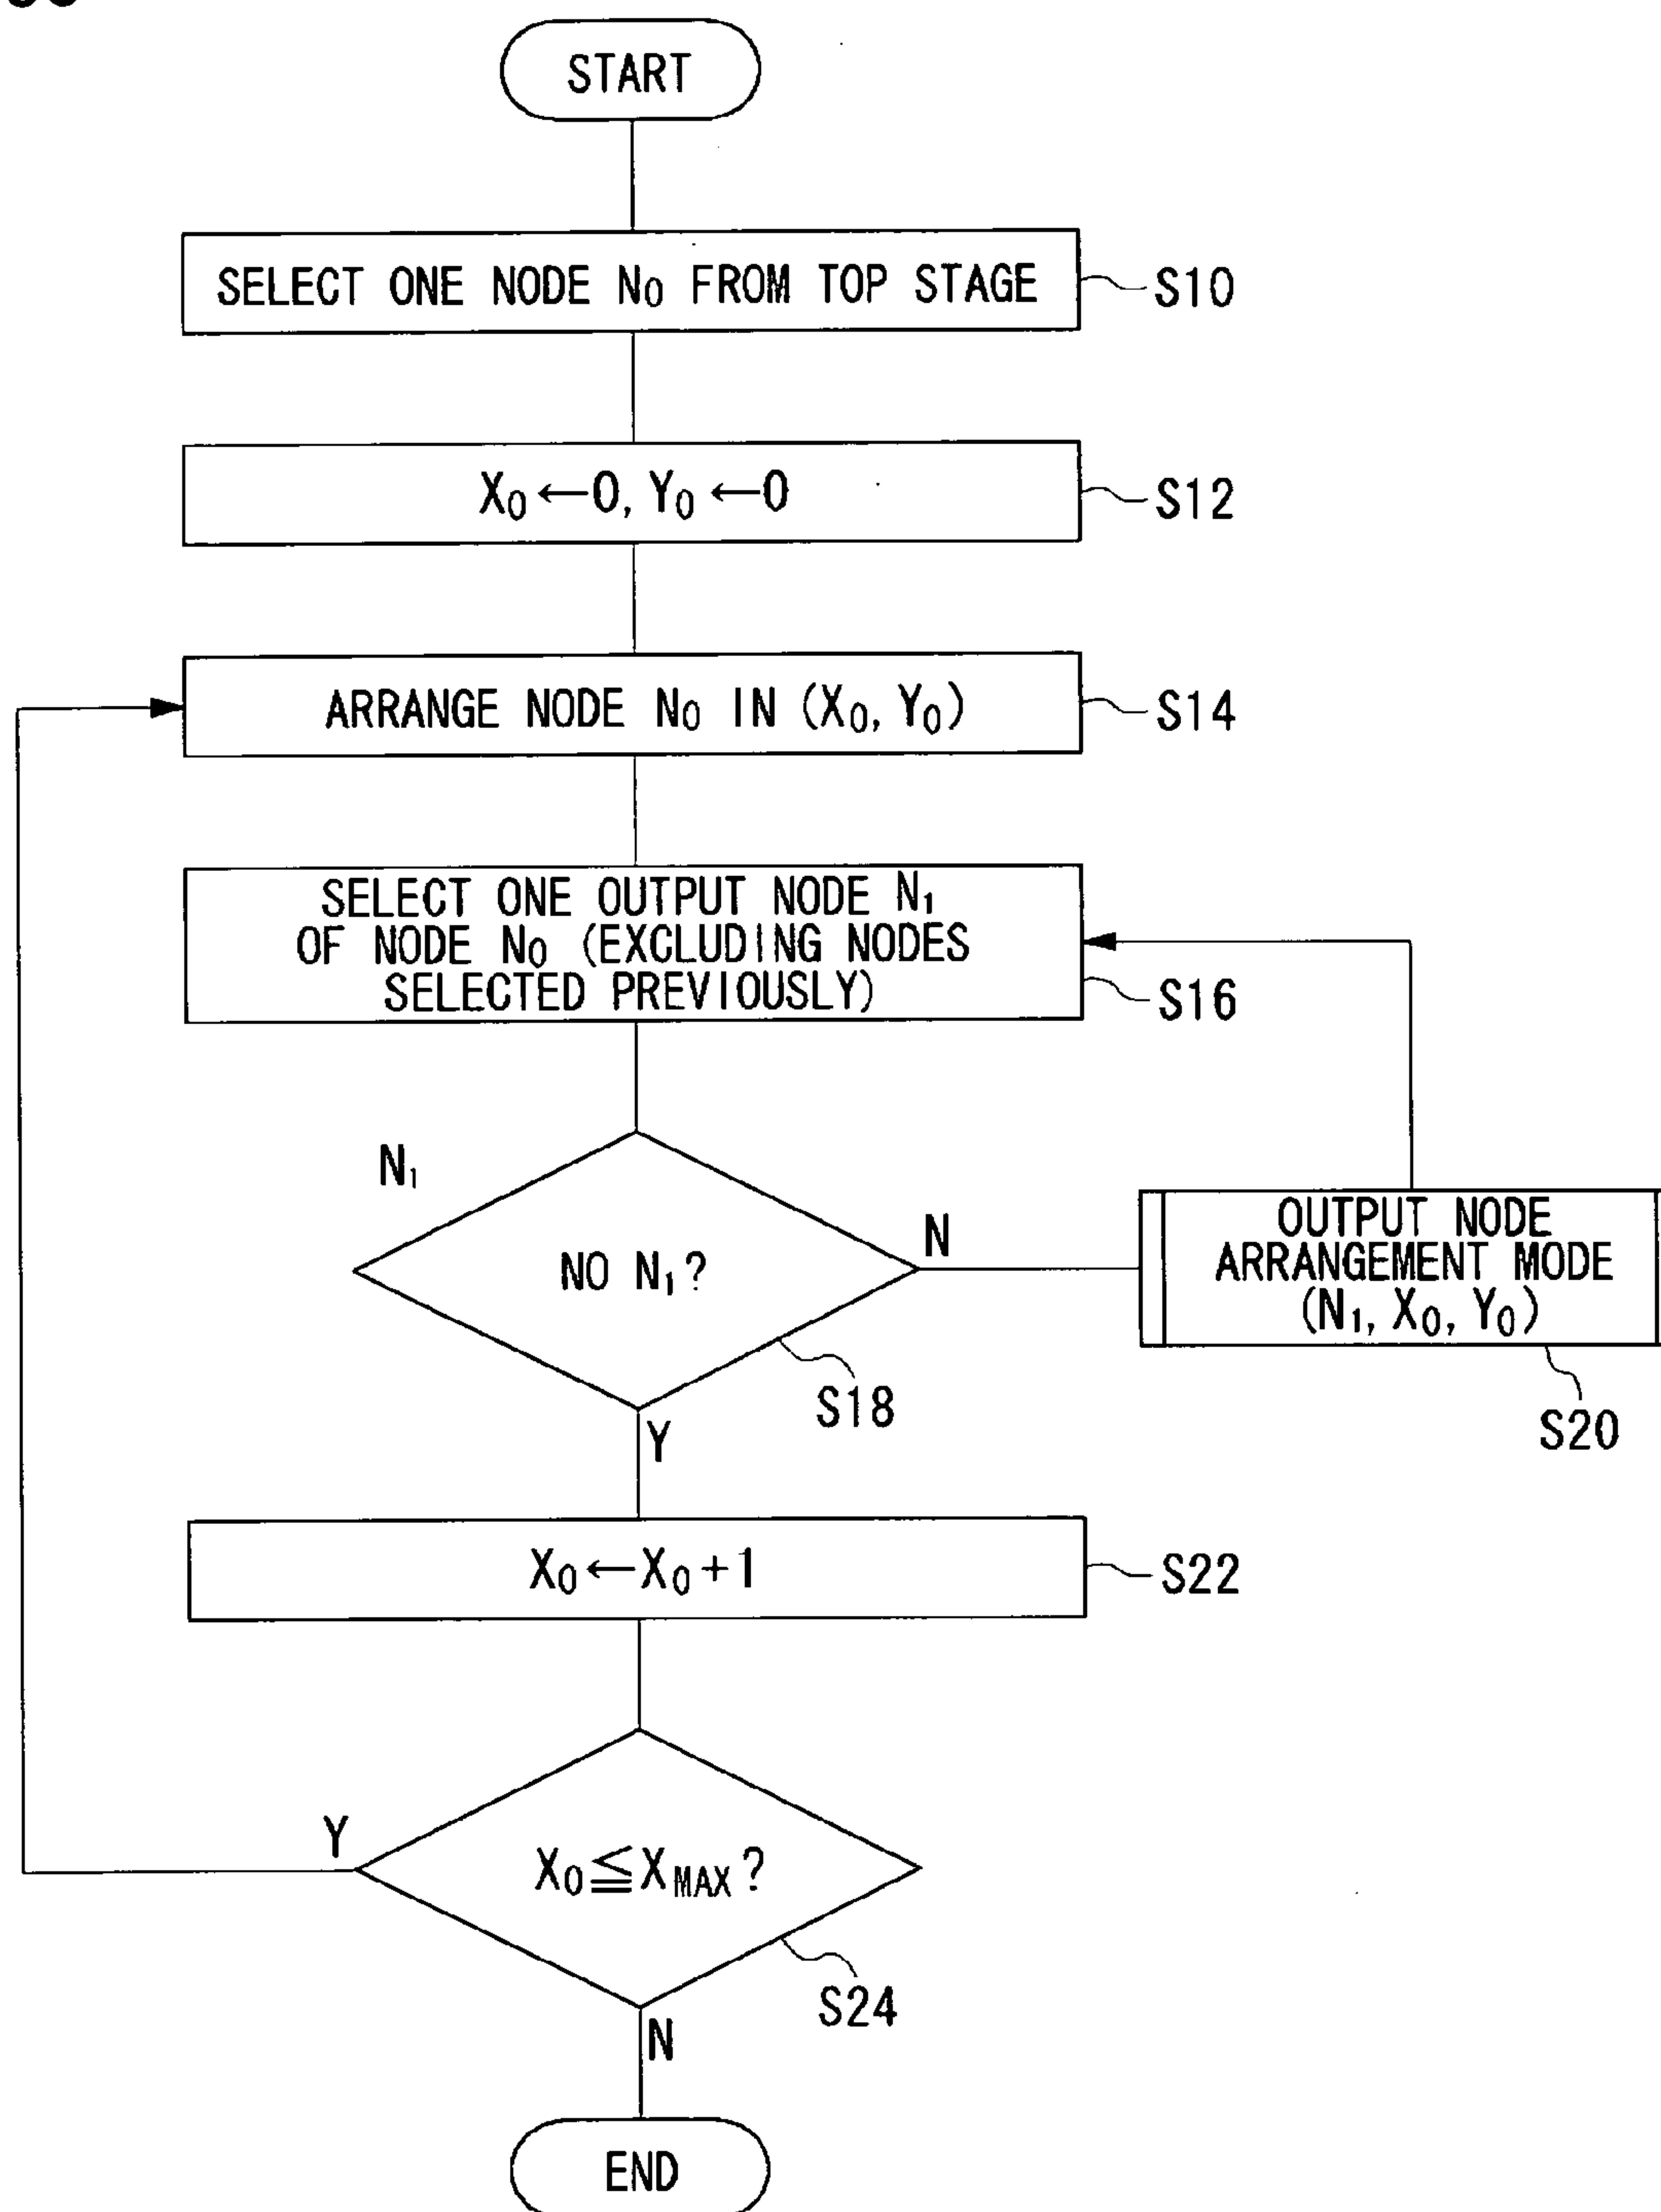 START
SELECT ONE NODE N₀ FROM TOP STAGE
S10
X₀←0, Y₀←0
S12
ARRANGE NODE N₀ IN (X₀, Y₀)
S14
SELECT ONE OUTPUT NODE N₁
OF NODE N₀ (EXCLUDING NODES
SELECTED PREVIOUSLY)
S16
N₁
NO N₁?
N
S18
Y
OUTPUT NODE
ARRANGEMENT MODE
(N₁, X₀, Y₀)
S20
X₀←X₀+1
S22
Y
X₀≦X_MAX?
S24
N
END